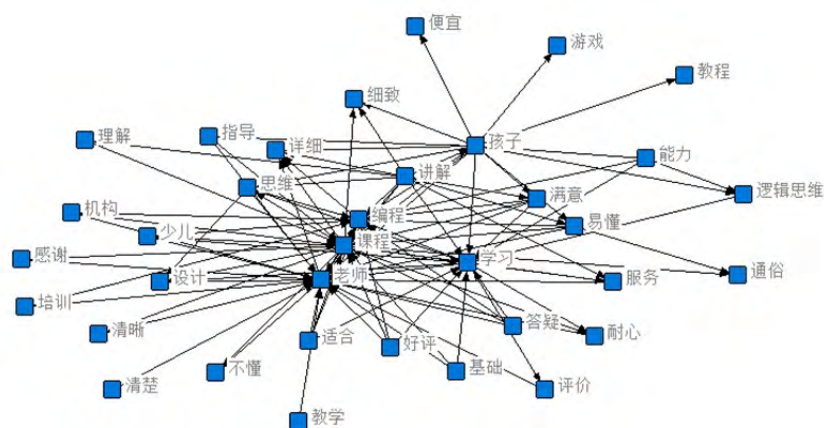 便宜
游戏
教程
细致
指导
理解
详细
孩子
能力
讲解
思维
满意
逻辑思维
机构
少儿
编程
易懂
课程
感谢
学习
设计
老师
服务
通俗
培训
清晰
适合
答疑
耐心
不懂
好评
基础
清楚
评价
教学